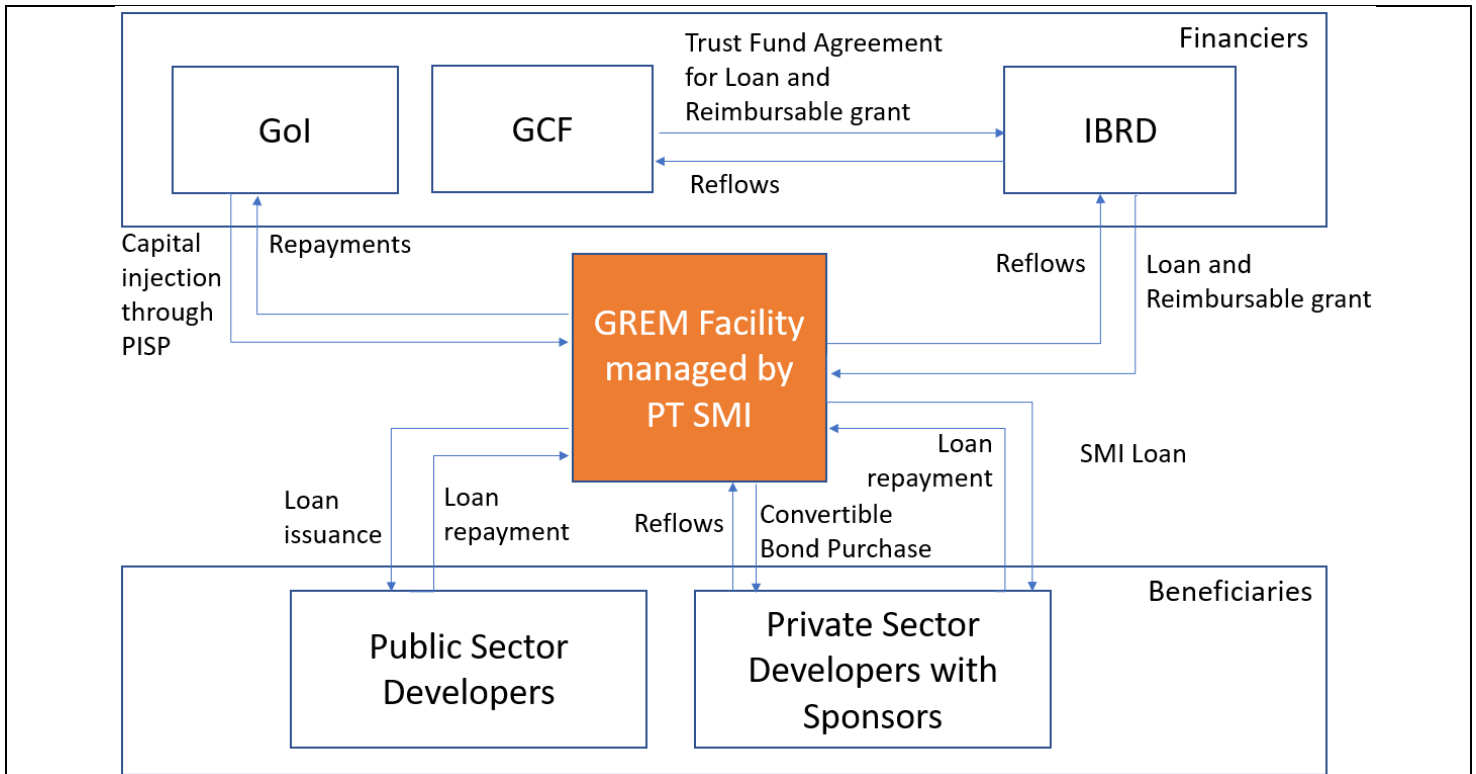 Financiers
Trust Fund Agreement
for Loan and
Reimbursable grant
GoI
GCF
IBRD
Reflows
Capital
injection
through
PISP
Repayments
Reflows
Loan and
Reimbursable grant
GREM Facility
managed by
PT SMI
Loan
issuance
Loan
repayment
Reflows
Convertible
Bond Purchase
Loan
repayment
SMI Loan
Beneficiaries
Public Sector
Developers
Private Sector
Developers with
Sponsors